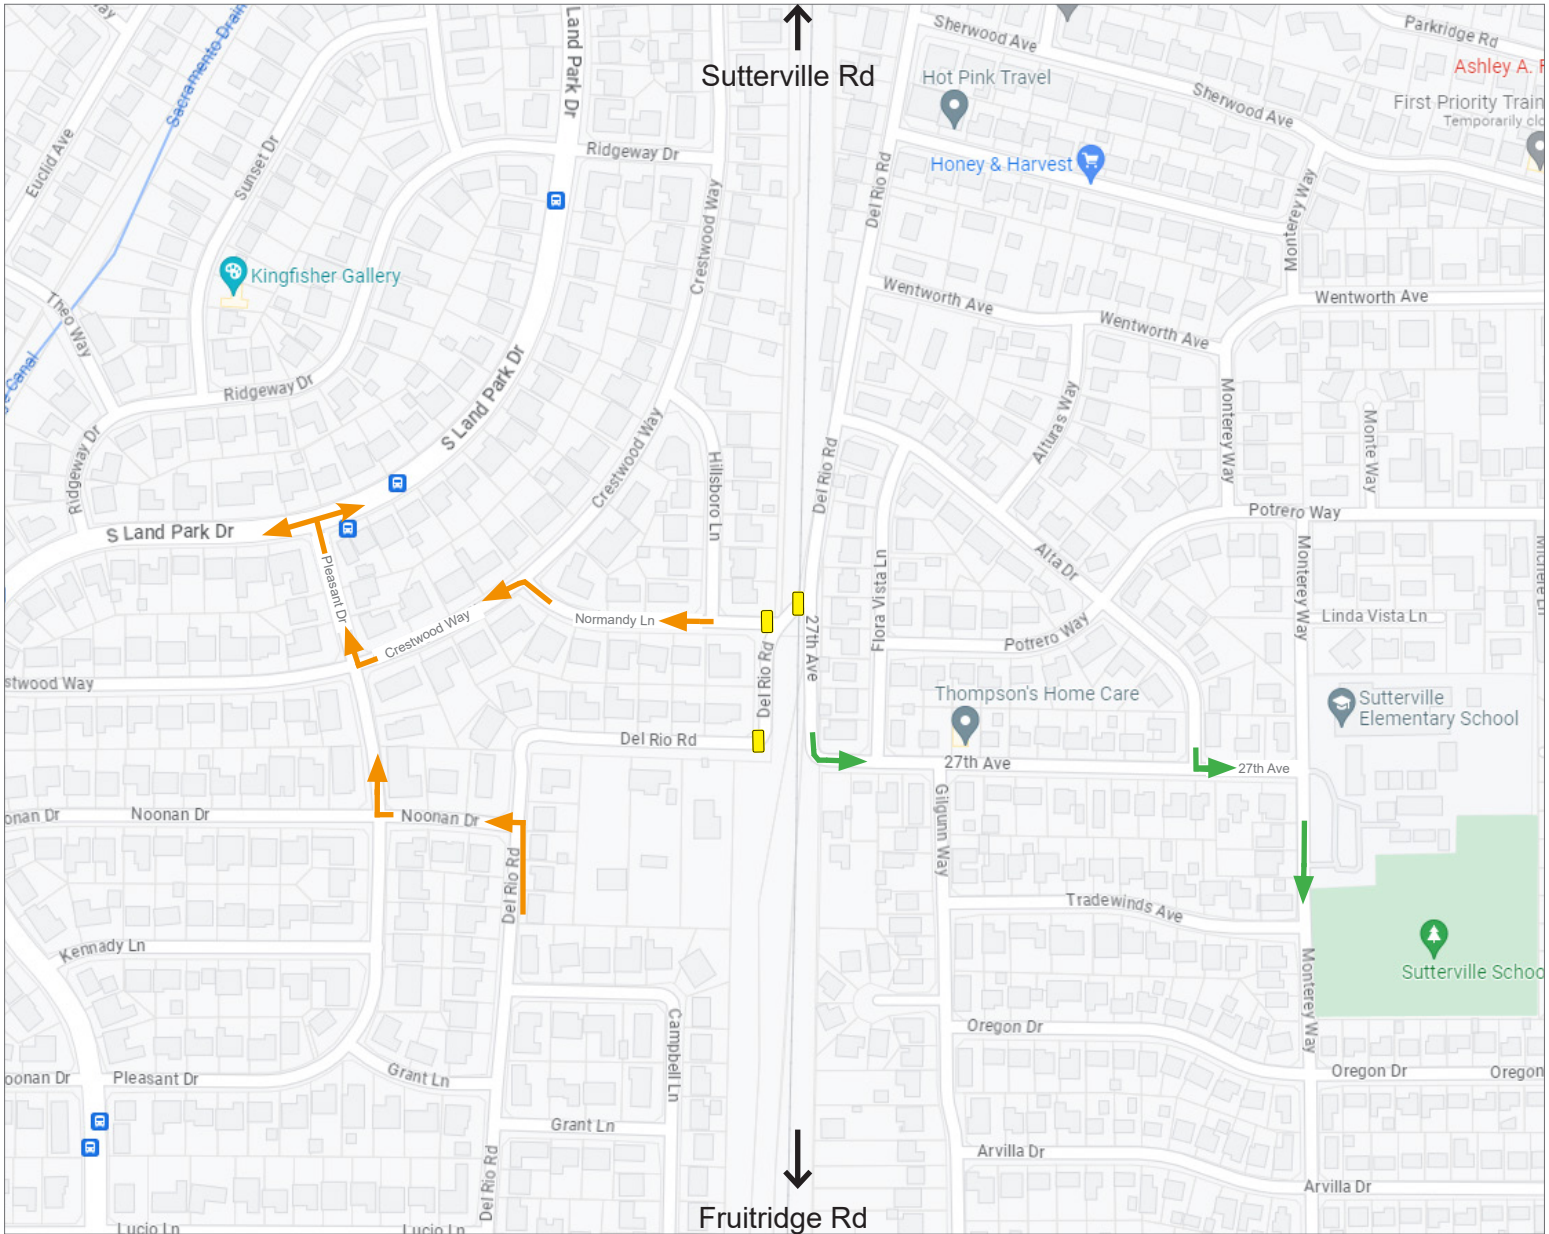 ay
Sacramento Drain
Land Park Dr
Sutterville Rd
Sherwood Ave
Parkridge Rd
Hot Pink Travel
Ashley A. F
Sherwood Ave
First Priority Train
Temporarily clo
Euclid Ave
Sunset Dr
Ridgeway Dr
Honey & Harvest
Del Rio Rd
Monterey Way
Crestwood Way
Kingfisher Gallery
Theo Way
Wentworth Ave
Wentworth Ave
Wentworth Ave
e Canal
Ridgeway Dr
S Land Park Dr
Ridgeway Dr
Crestwood Way
Hillsboro Ln
Del Rio Rd
Alturas Way
Monterey Way
Monte Way
S Land Park Dr
Potrero Way
Pleasant Dr
Flora Vista Ln
Alta Dr
Monterey Way
Michele Ln
Normandy Ln
Crestwood Way
27th Ave
Potrero Way
Linda Vista Ln
stwood Way
Del Rio Rd
Thompson's Home Care
Sutterville
Elementary School
Del Rio Rd
27th Ave
27th Ave
onan Dr
Noonan Dr
Noonan Dr
Gilgunn Way
Del Rio Rd
Tradewinds Ave
Kennady Ln
Sutterville Schoo
Monterey Way
Campbell Ln
Oregon Dr
oonan Dr
Pleasant Dr
Grant Ln
Oregon Dr
Oregon
Grant Ln
Del Rio Rd
Arvilla Dr
Arvilla Dr
Fruitridge Rd
Lucio Ln
Lucio Ln